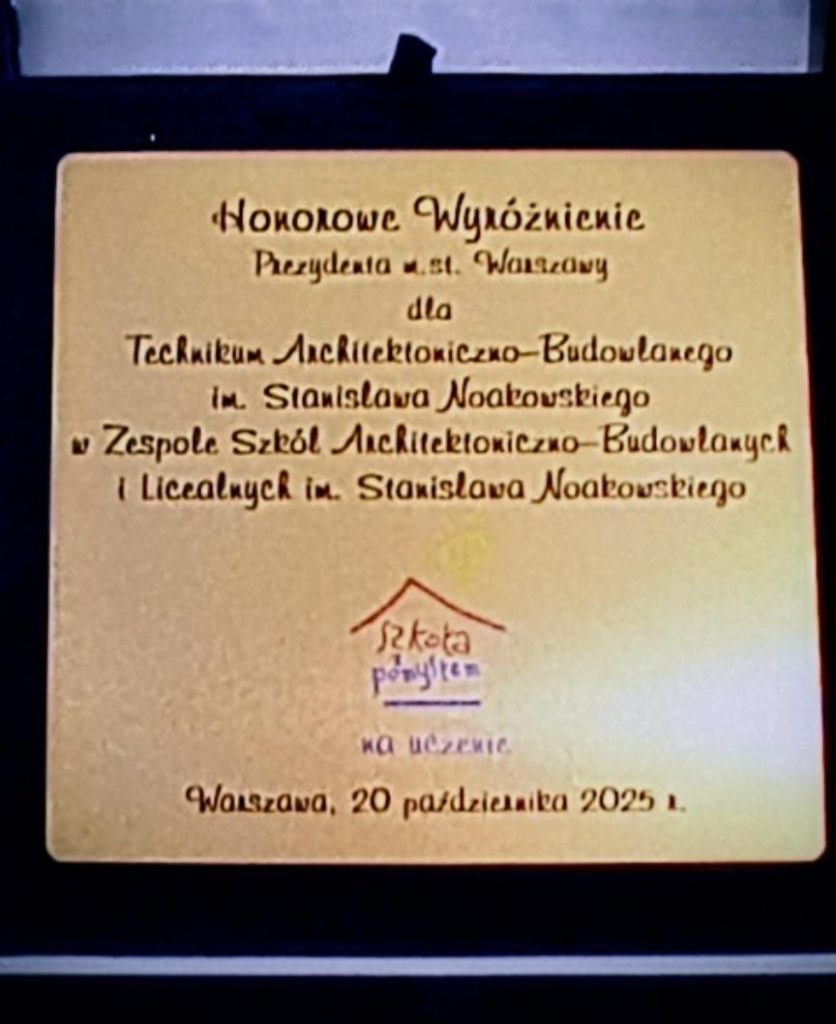 Honorowe Wyróżnienie
Prezydenta m.st. Warszawy
dla
Technikum Architektoniczno-Budowlanego
im. Stanisława Noakowskiego
w Zespole Szkół Architektoniczno-Budowlanych
i Licealnych im. Stanisława Noakowskiego
szkoła
z
pomysłem
na uczenie
Warszawa, 20 października 2025 r.